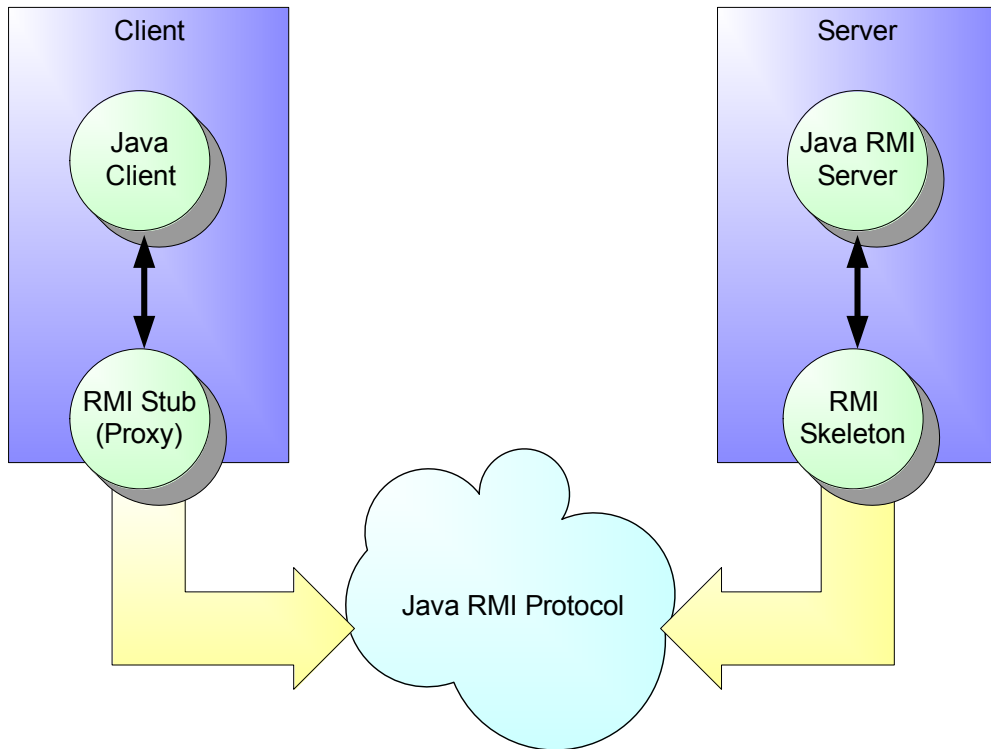 Client
Java
Client
RMI Stub
(Proxy)
Server
Java RMI
Server
RMI
Skeleton
Java RMI Protocol